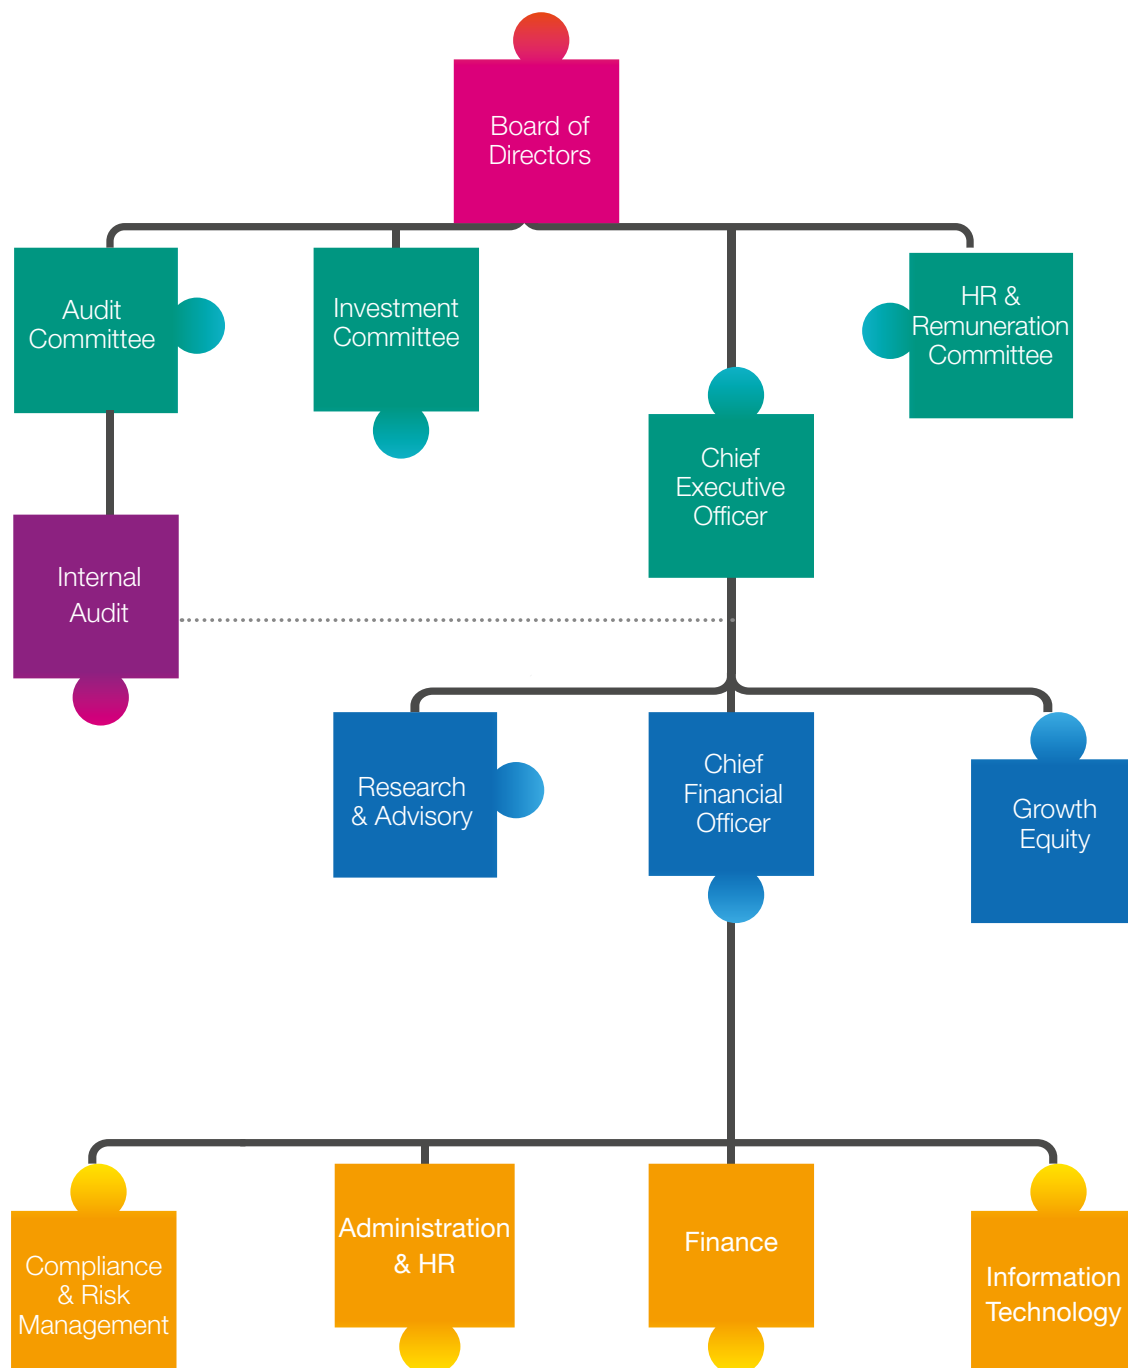 Board of
Directors
Audit
Committee
Investment
Committee
HR &
Remuneration
Committee
Chief
Executive
Officer
Internal
Audit
Research
& Advisory
Chief
Financial
Officer
Growth
Equity
Compliance
& Risk
Management
Administration
& HR
Finance
Information
Technology